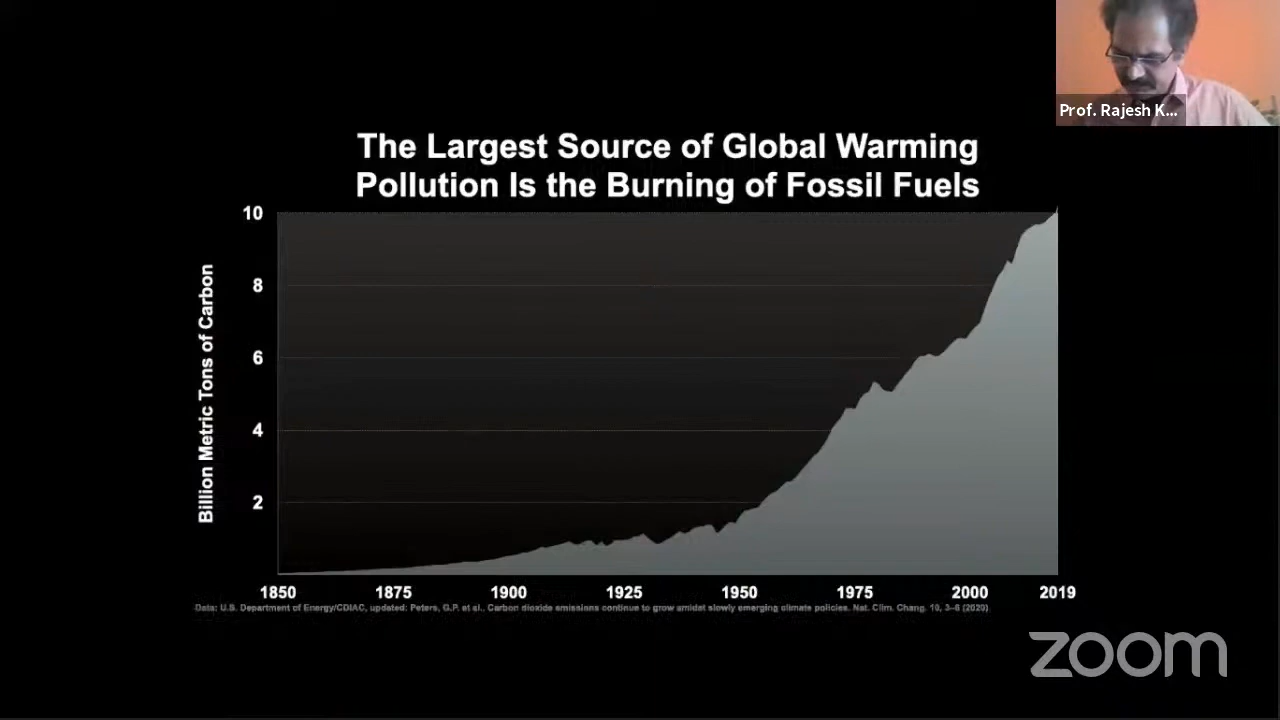 Prof. Rajesh K...
The Largest Source of Global Warming
Pollution Is the Burning of Fossil Fuels
Billion Metric Tons of Carbon
10
8
6
4
2
1850 1875 1900 1925 1950 1975 2000 2019
Data: U.S. Department of Energy/CDIAC, updated: Peters, G.P. et al., Carbon dioxide emissions continue to grow amidst slowly emerging climate policies. Nat. Clim. Chang. 10, 3–6 (2020)
zoom